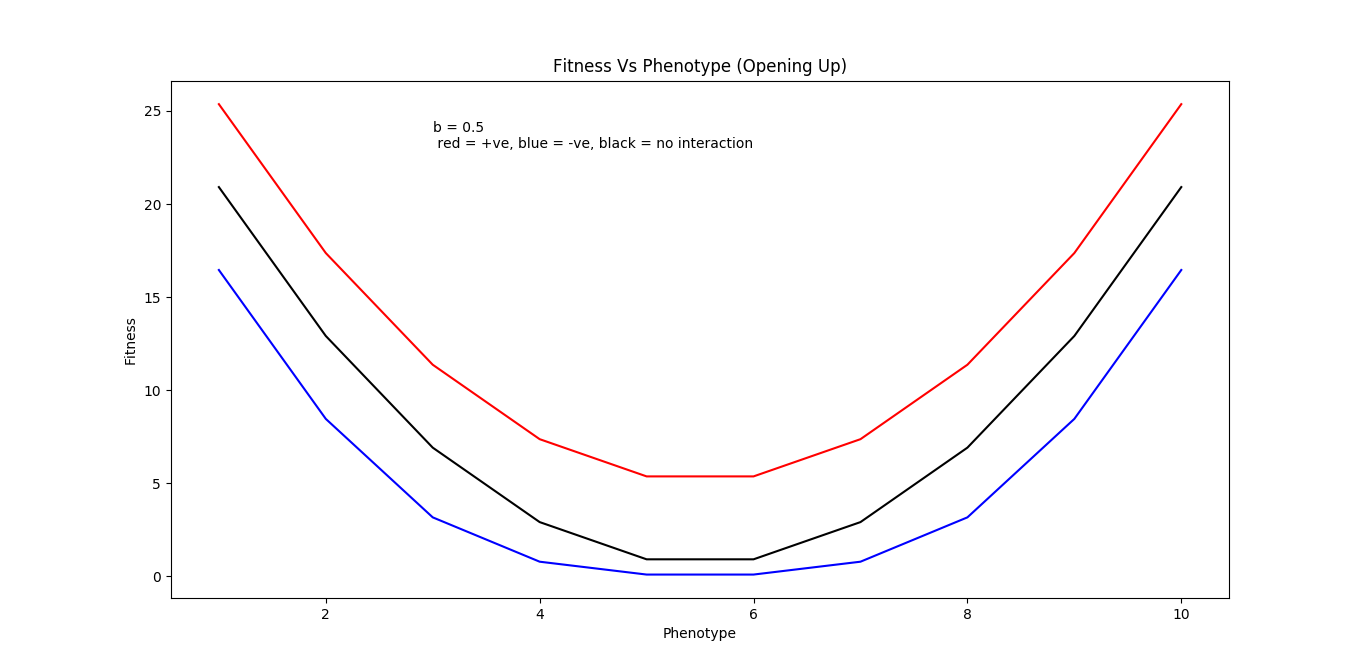 Fitness Vs Phenotype (Opening Up)
b = 0.5
red = +ve, blue = -ve, black = no interaction
25
20
15
10
5
0
Fitness
2
4
6
8
10
Phenotype